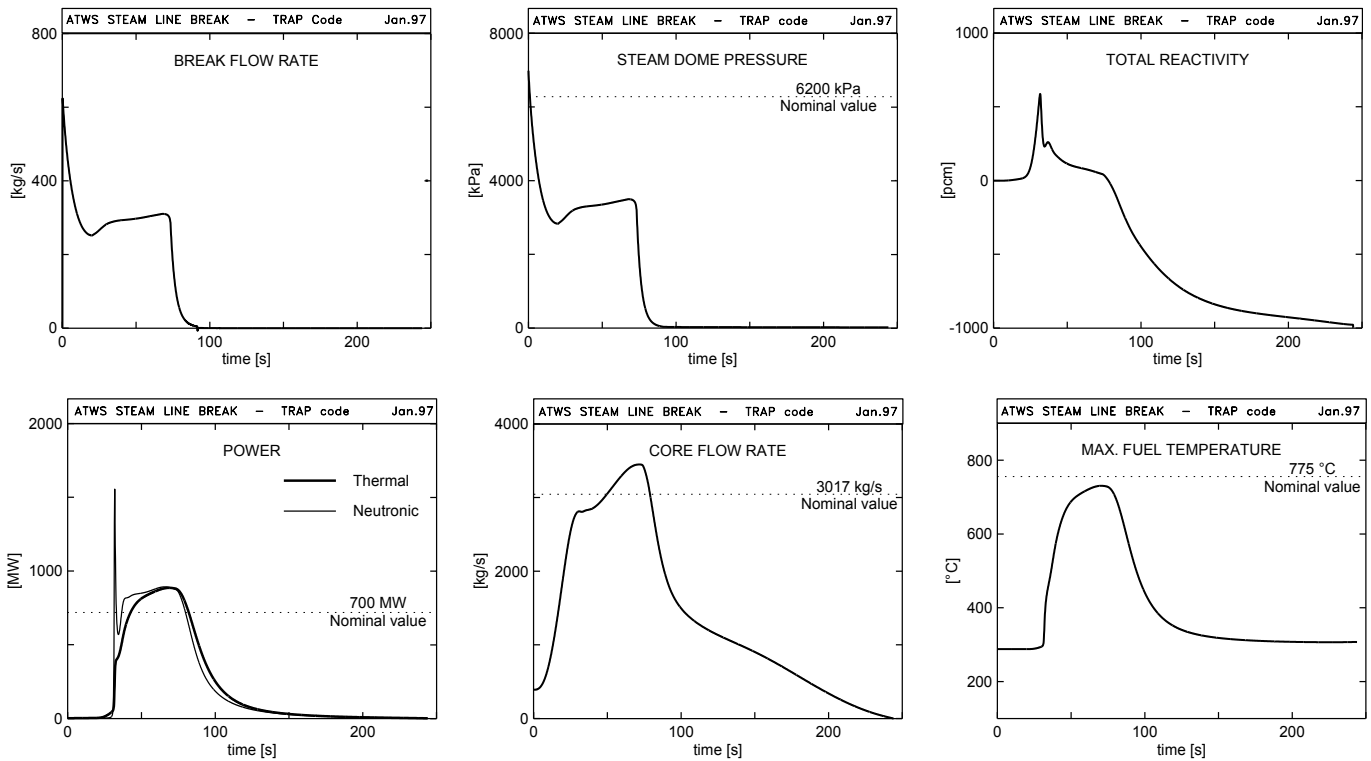 ATWS STEAM LINE BREAK – TRAP Code Jan.97
BREAK FLOW RATE
800
400
0
[kg/s]
0 100 200
time [s]
ATWS STEAM LINE BREAK – TRAP code Jan.97
STEAM DOME PRESSURE
6200 kPa
Nominal value
8000
4000
0
[kPa]
0 100 200
time [s]
ATWS STEAM LINE BREAK – TRAP code Jan.97
TOTAL REACTIVITY
1000
0
-1000
[pcm]
0 100 200
time [s]
ATWS STEAM LINE BREAK – TRAP code Jan.97
POWER
Thermal
Neutronic
700 MW
Nominal value
2000
1000
0
[MW]
0 100 200
time [s]
ATWS STEAM LINE BREAK – TRAP code Jan.97
CORE FLOW RATE
3017 kg/s
Nominal value
4000
2000
0
[kg/s]
0 100 200
time [s]
ATWS STEAM LINE BREAK – TRAP code Jan.97
MAX. FUEL TEMPERATURE
775 °C
Nominal value
800
600
400
200
[°C]
0 100 200
time [s]